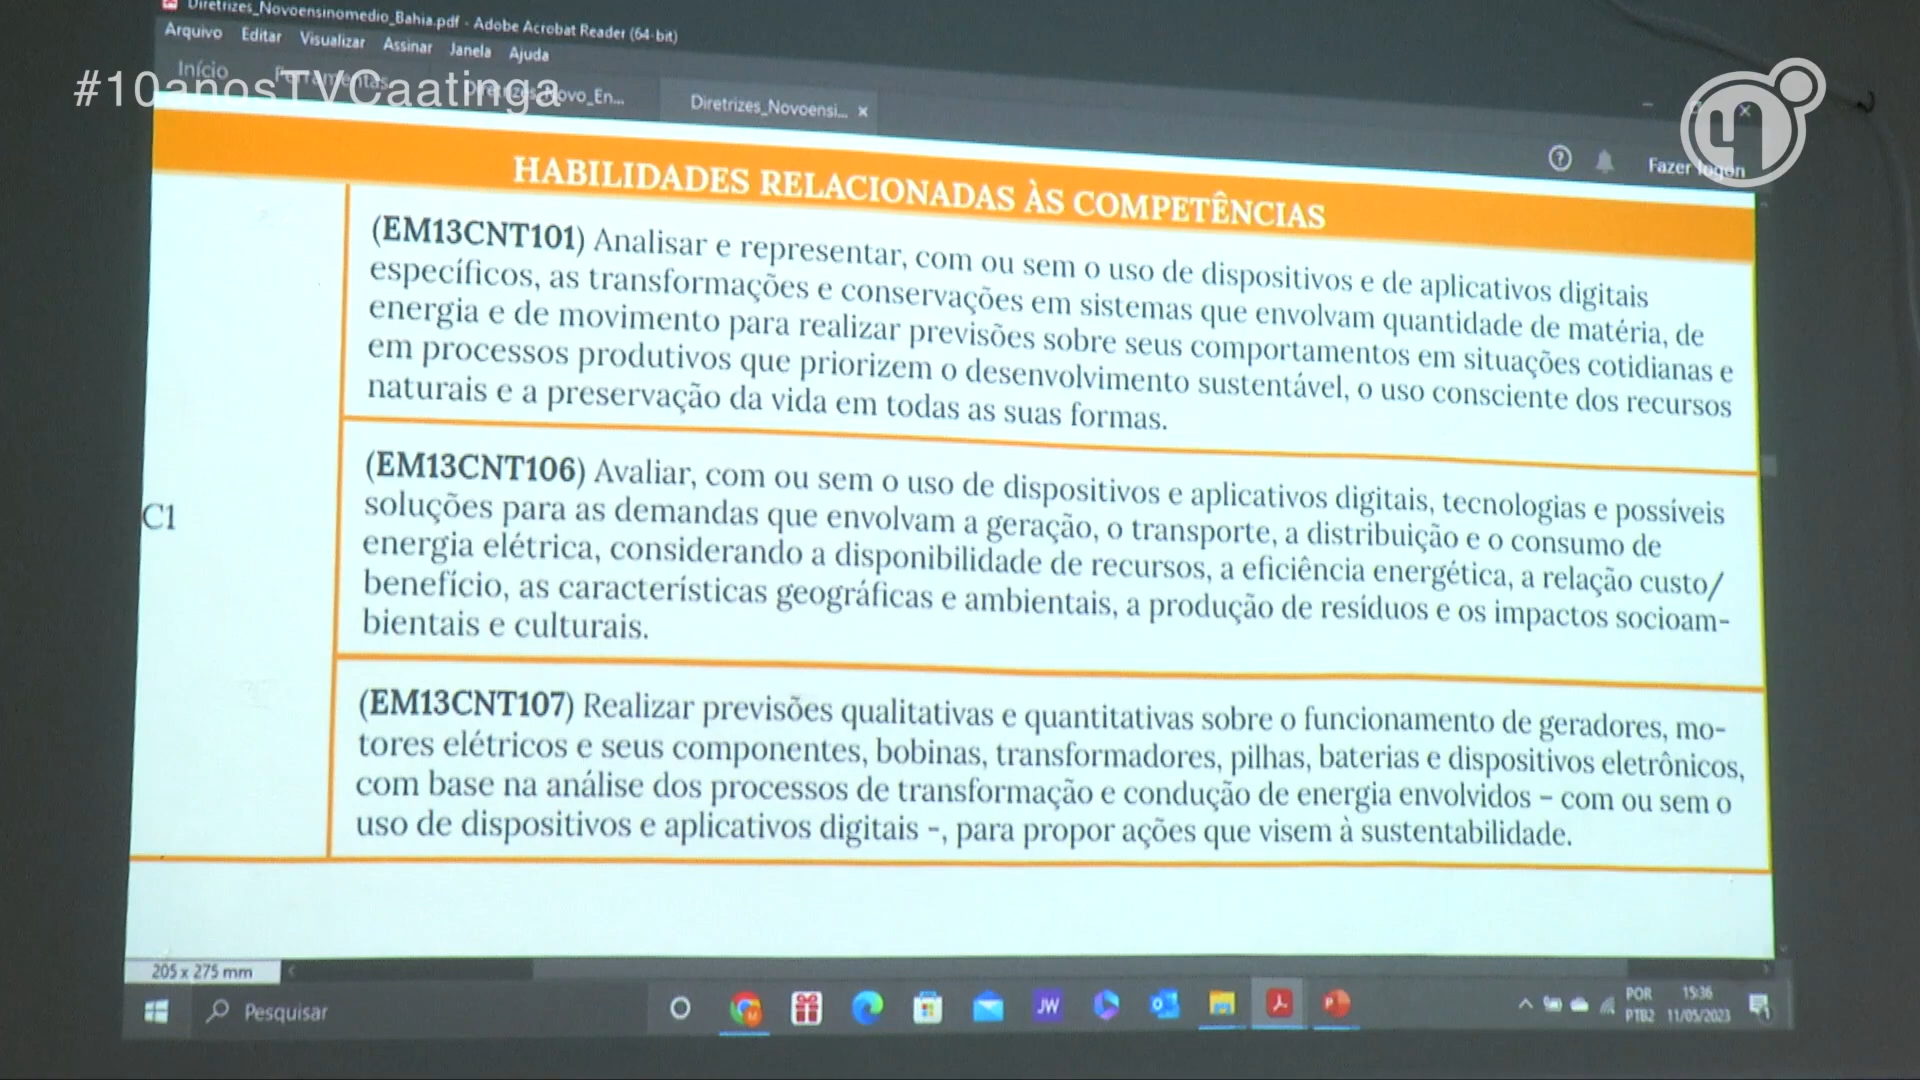 Diretrizes_Novoensinomedio_Bahia.pdf - Adobe Acrobat Reader (64-bit)
Arquivo Editar Visualizar Assinar Janela Ajuda
Início Ferramentas
#10anosTVCaatinga
Diretrizes_Novo_En... Diretrizes_Novoensi... ×
Fazer logon
HABILIDADES RELACIONADAS ÀS COMPETÊNCIAS
(EM13CNT101) Analisar e representar, com ou sem o uso de dispositivos e de aplicativos digitais
específicos, as transformações e conservações em sistemas que envolvam quantidade de matéria, de
energia e de movimento para realizar previsões sobre seus comportamentos em situações cotidianas e
em processos produtivos que priorizem o desenvolvimento sustentável, o uso consciente dos recursos
naturais e a preservação da vida em todas as suas formas.
C1
(EM13CNT106) Avaliar, com ou sem o uso de dispositivos e aplicativos digitais, tecnologias e possíveis
soluções para as demandas que envolvam a geração, o transporte, a distribuição e o consumo de
energia elétrica, considerando a disponibilidade de recursos, a eficiência energética, a relação custo/
benefício, as características geográficas e ambientais, a produção de resíduos e os impactos socioam-
bientais e culturais.
(EM13CNT107) Realizar previsões qualitativas e quantitativas sobre o funcionamento de geradores, mo-
tores elétricos e seus componentes, bobinas, transformadores, pilhas, baterias e dispositivos eletrônicos,
com base na análise dos processos de transformação e condução de energia envolvidos – com ou sem o
uso de dispositivos e aplicativos digitais -, para propor ações que visem à sustentabilidade.
205 x 275 mm
Pesquisar
JW
POR 15:36
PTB2 11/05/2023